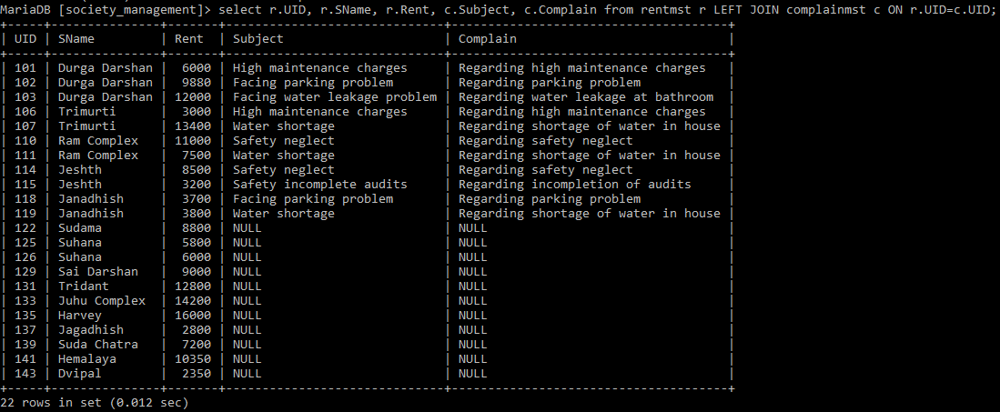 MariaDB [society_management]> select r.UID, r.SName, r.Rent, c.Subject, c.Complain from rentmst r LEFT JOIN complainmst c ON r.UID=c.UID;
+-----+---------------+-------+------------------------------+--------------------------------------+
| UID | SName         | Rent  | Subject                      | Complain                             |
+-----+---------------+-------+------------------------------+--------------------------------------+
| 101 | Durga Darshan |  6000 | High maintenance charges     | Regarding high maintenance charges   |
| 102 | Durga Darshan |  9880 | Facing parking problem       | Regarding parking problem            |
| 103 | Durga Darshan | 12000 | Facing water leakage problem | Regarding water leakage at bathroom  |
| 106 | Trimurti      |  3000 | High maintenance charges     | Regarding high maintenance charges   |
| 107 | Trimurti      | 13400 | Water shortage               | Regarding shortage of water in house |
| 110 | Ram Complex   | 11000 | Safety neglect               | Regarding safety neglect             |
| 111 | Ram Complex   |  7500 | Water shortage               | Regarding shortage of water in house |
| 114 | Jeshth        |  8500 | Safety neglect               | Regarding safety neglect             |
| 115 | Jeshth        |  3200 | Safety incomplete audits     | Regarding incompletion of audits     |
| 118 | Janadhish     |  3700 | Facing parking problem       | Regarding parking problem            |
| 119 | Janadhish     |  3800 | Water shortage               | Regarding shortage of water in house |
| 122 | Sudama        |  8800 | NULL                         | NULL                                 |
| 125 | Suhana        |  5800 | NULL                         | NULL                                 |
| 126 | Suhana        |  6000 | NULL                         | NULL                                 |
| 129 | Sai Darshan   |  9000 | NULL                         | NULL                                 |
| 131 | Tridant       | 12800 | NULL                         | NULL                                 |
| 133 | Juhu Complex  | 14200 | NULL                         | NULL                                 |
| 135 | Harvey        | 16000 | NULL                         | NULL                                 |
| 137 | Jagadhish     |  2800 | NULL                         | NULL                                 |
| 139 | Suda Chatra   |  7200 | NULL                         | NULL                                 |
| 141 | Hemalaya      | 10350 | NULL                         | NULL                                 |
| 143 | Dvipal        |  2350 | NULL                         | NULL                                 |
+-----+---------------+-------+------------------------------+--------------------------------------+
22 rows in set (0.012 sec)